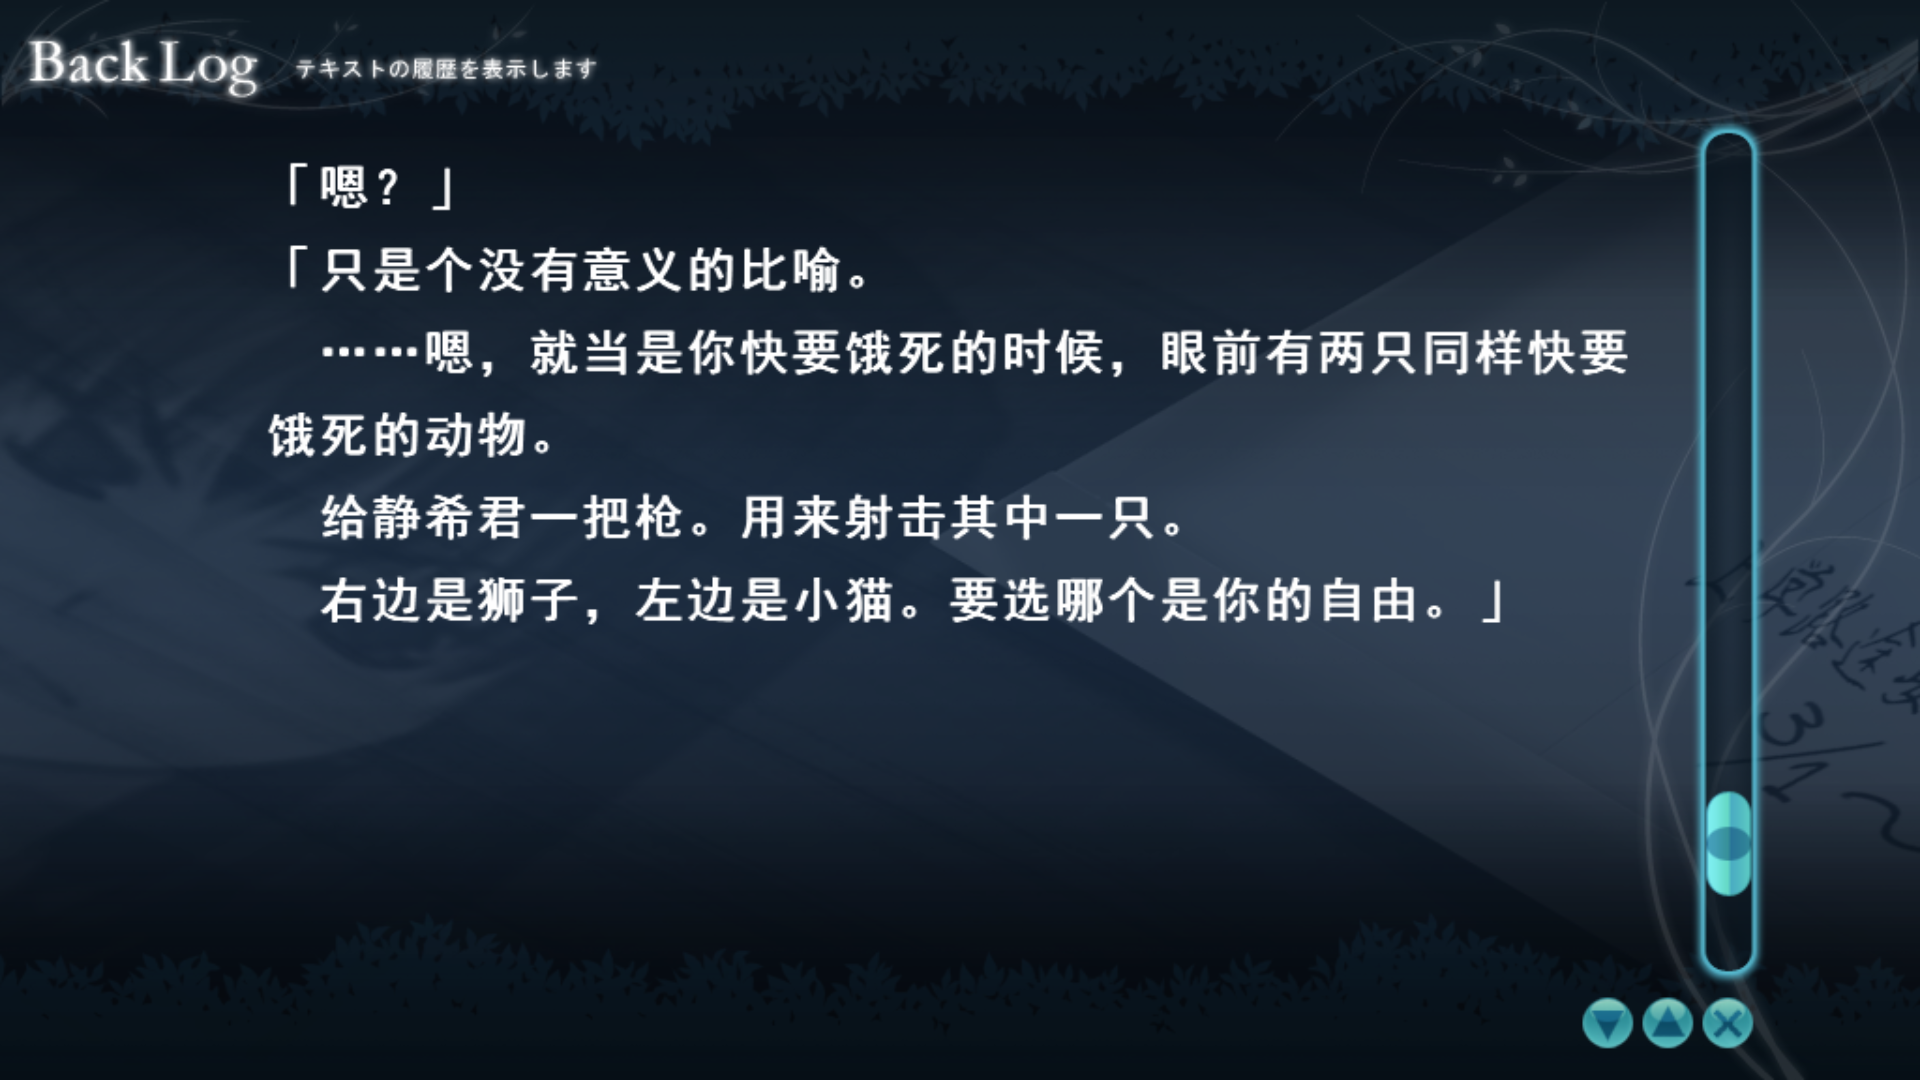 Back Log テキストの履歴を表示します
「嗯？」
「只是个没有意义的比喻。
……嗯，就当是你快要饿死的时候，眼前有两只同样快要
饿死的动物。
给静希君一把枪。用来射击其中一只。
右边是狮子，左边是小猫。要选哪个是你的自由。」